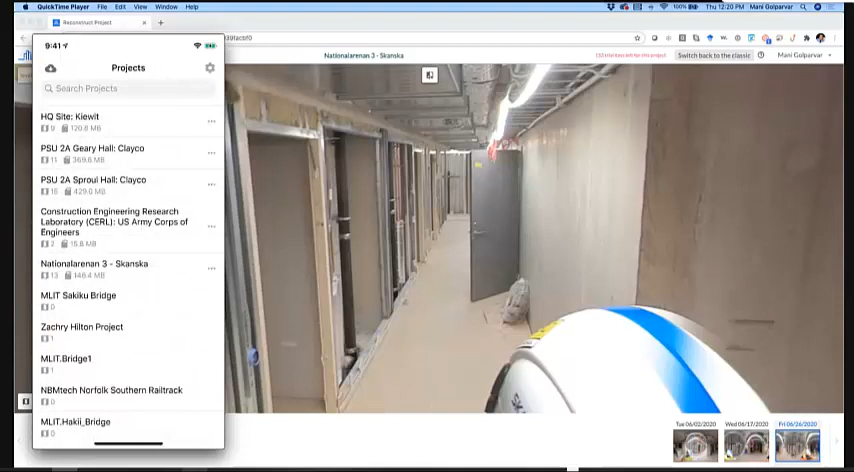 QuickTime Player File Edit View Window Help
100% Thu 12:20 PM Mani Golparvar
Reconstruct Project
Nationalarenan 3 - Skanska
Switch back to the classic
Mani Golparvar
9:41
Projects
Search Projects
HQ Site: Kiewit
9 120.8 MB
PSU 2A Geary Hall: Clayco
11 369.8 MB
PSU 2A Sproul Hall: Clayco
429.0 MB
Construction Engineering Research
Laboratory (CERL): US Army Corps of
Engineers
2 15.8 MB
Nationalarenan 3 - Skanska
13 146.4 MB
MLIT Sakiku Bridge
0
Zachry Hilton Project
1
MLIT.Bridge1
1
NBMtech Norfolk Southern Railtrack
0
MLIT.Hakii_Bridge
0
Tue 06/02/2020 Wed 06/17/2020 Fri 06/26/2020